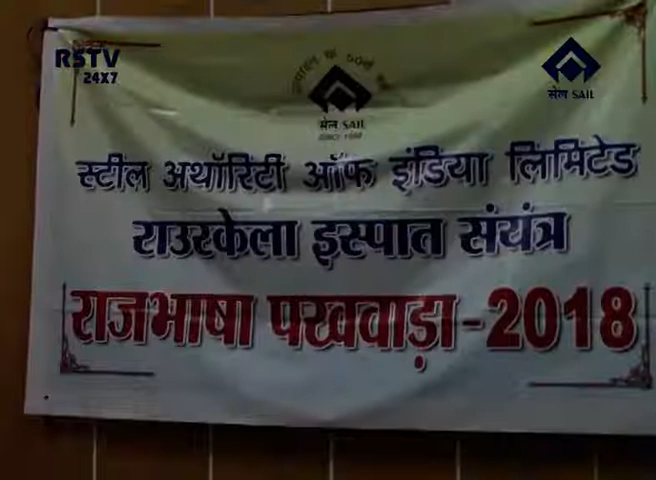 RSTV
24X7
सेल SAIL
सेल SAIL
स्टील अथॉरिटी ऑफ इंडिया लिमिटेड
राउरकेला इस्पात संयंत्र
राजभाषा पखवाड़ा-2018